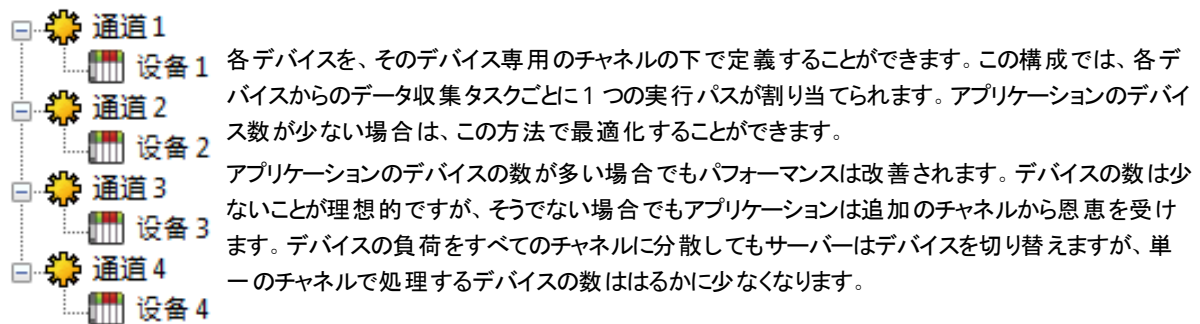 通道1
设备1
通道2
设备2
通道3
设备3
通道4
设备4
各デバイスを、そのデバイス専用のチャネルの下で定義することができます。この構成では、各デ
バイスからのデータ収集タスクごとに1 つの実行パスが割り当てられます。アプリケーションのデバイ
ス数が少ない場合は、この方法で最適化することができます。
アプリケーションのデバイスの数が多い場合でもパフォーマンスは改善されます。デバイスの数は少
ないことが理想的ですが、そうでない場合でもアプリケーションは追加のチャネルから恩恵を受け
ます。デバイスの負荷をすべてのチャネルに分散してもサーバーはデバイスを切り替えますが、単
一のチャネルで処理するデバイスの数ははるかに少なくなります。